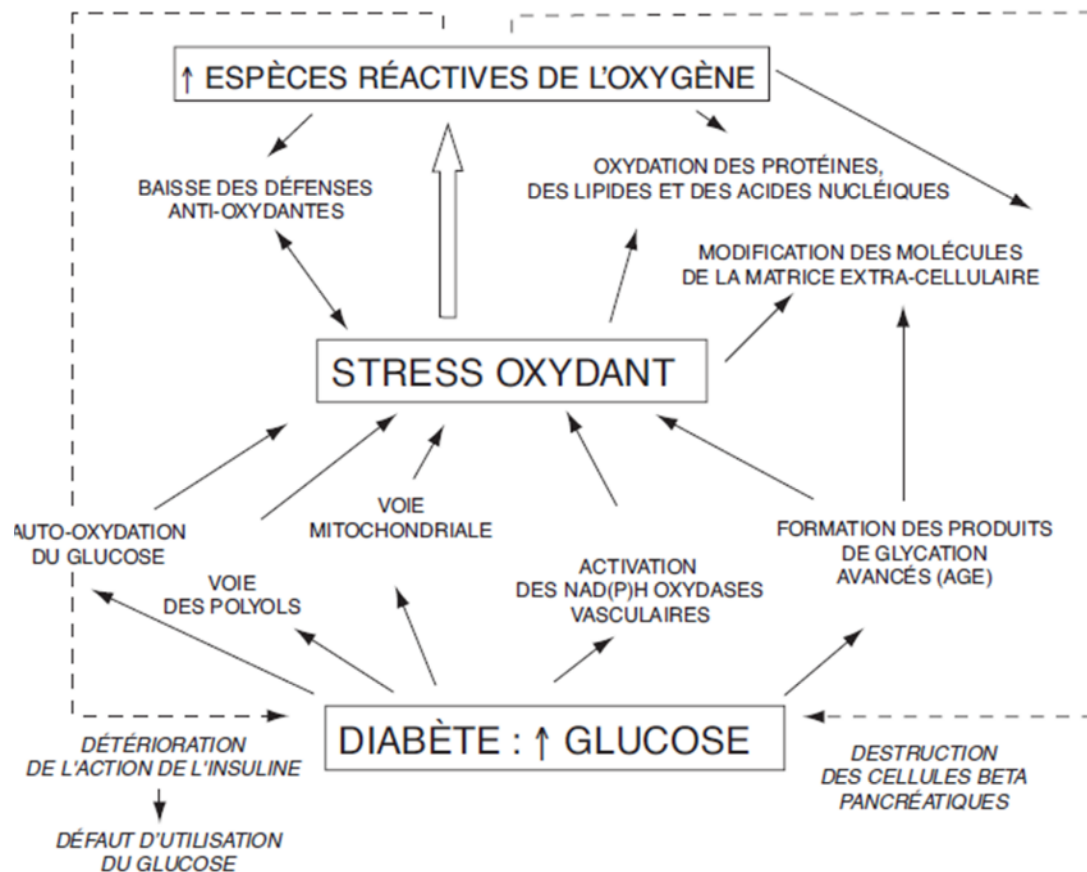 ↑ ESPÈCES RÉACTIVES DE L'OXYGÈNE
BAISSE DES DÉFENSES
ANTI-OXYDANTES
OXYDATION DES PROTÉINES,
DES LIPIDES ET DES ACIDES NUCLÉIQUES
MODIFICATION DES MOLÉCULES
DE LA MATRICE EXTRA-CELLULAIRE
STRESS OXYDANT
AUTO-OXYDATION
DU GLUCOSE
VOIE
DES POLYOLS
VOIE
MITOCHONDRIALE
ACTIVATION
DES NAD(P)H OXYDASES
VASCULAIRES
FORMATION DES PRODUITS
DE GLYCATION
AVANCÉS (AGE)
DIABÈTE : ↑ GLUCOSE
DÉTÉRIORATION
DE L'ACTION DE L'INSULINE
DÉFAUT D'UTILISATION
DU GLUCOSE
DESTRUCTION
DES CELLULES BETA
PANCRÉATIQUES